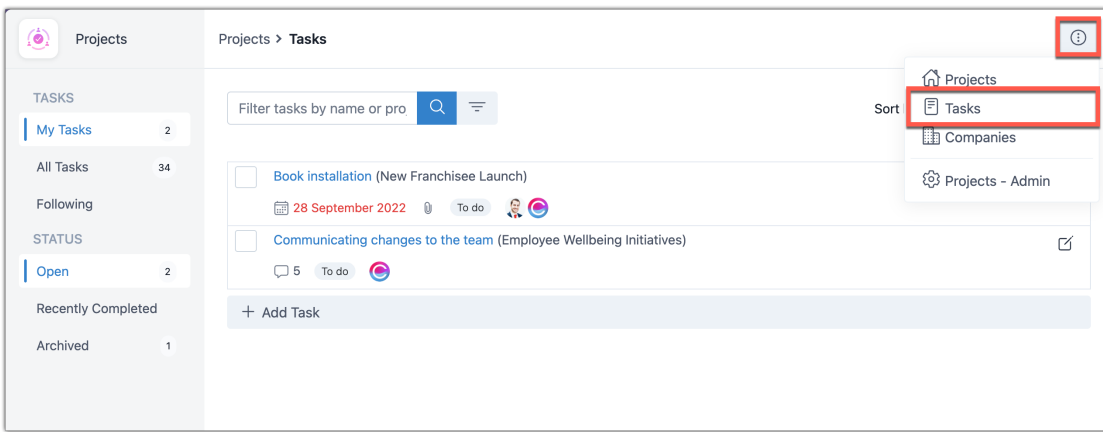 Projects
Projects > Tasks
TASKS
My Tasks 2
All Tasks 34
Following
STATUS
Open 2
Recently Completed
Archived 1
Filter tasks by name or pro
Sort
Projects
Tasks
Companies
Projects - Admin
Book installation (New Franchisee Launch)
28 September 2022 To do
Communicating changes to the team (Employee Wellbeing Initiatives)
5 To do
+ Add Task